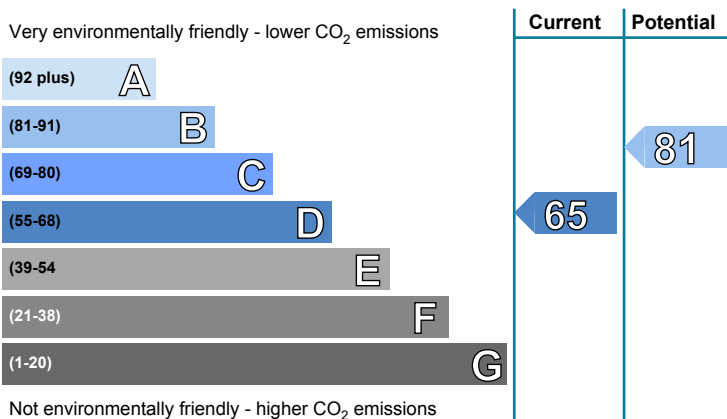 Very environmentally friendly - lower CO2 emissions
Current
Potential
(92 plus) A
(81-91) B
81
(69-80) C
(55-68) D
65
(39-54 E
(21-38) F
(1-20) G
Not environmentally friendly - higher CO2 emissions